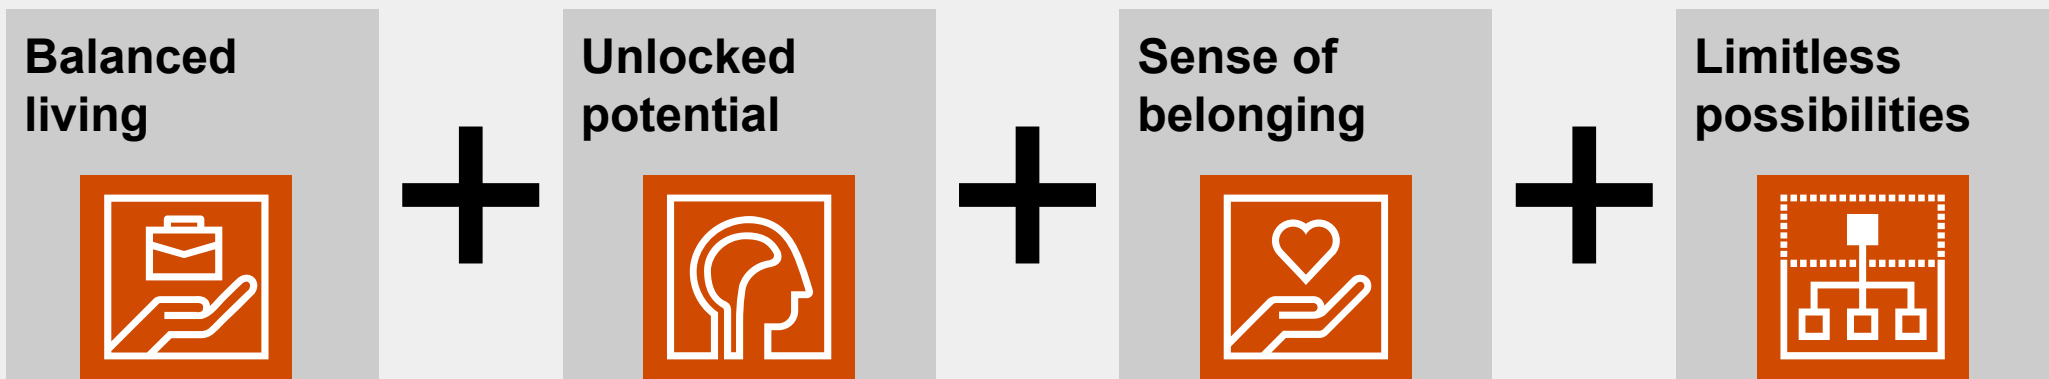 Balanced
living
Unlocked
potential
Sense of
belonging
Limitless
possibilities